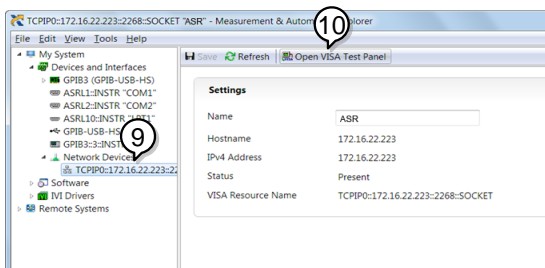 TCPIP0::172.16.22.223::2268::SOCKET "ASR" - Measurement & Autom orer
10
File Edit View Tools Help
My System
Devices and Interfaces
GPIB3 (GPIB-USB-HS)
ASRL1::INSTR "COM1"
ASRL2::INSTR "COM2"
ASRL10::INSTR "LPT1"
GPIB-USB-HS
GPIB3::3::INST
9
Network Devices
TCPIP0::172.16.22.223::22
Software
IVI Drivers
Remote Systems
Save Refresh Open VISA Test Panel
Settings
Name ASR
Hostname 172.16.22.223
IPv4 Address 172.16.22.223
Status Present
VISA Resource Name TCPIP0::172.16.22.223::2268::SOCKET